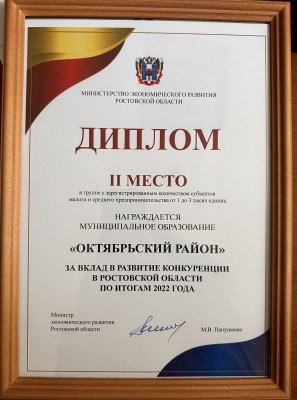 МИНИСТЕРСТВО ЭКОНОМИЧЕСКОГО РАЗВИТИЯ
РОСТОВСКОЙ ОБЛАСТИ
ДИПЛОМ
II МЕСТО
в группе с зарегистрированным количеством субъектов
малого и среднего предпринимательства от 1 до 3 тысяч единиц
НАГРАЖДАЕТСЯ
МУНИЦИПАЛЬНОЕ ОБРАЗОВАНИЕ
«ОКТЯБРЬСКИЙ РАЙОН»
ЗА ВКЛАД В РАЗВИТИЕ КОНКУРЕНЦИИ
В РОСТОВСКОЙ ОБЛАСТИ
ПО ИТОГАМ 2022 ГОДА
Министр
экономического развития
Ростовской области
М.В. Папушенко